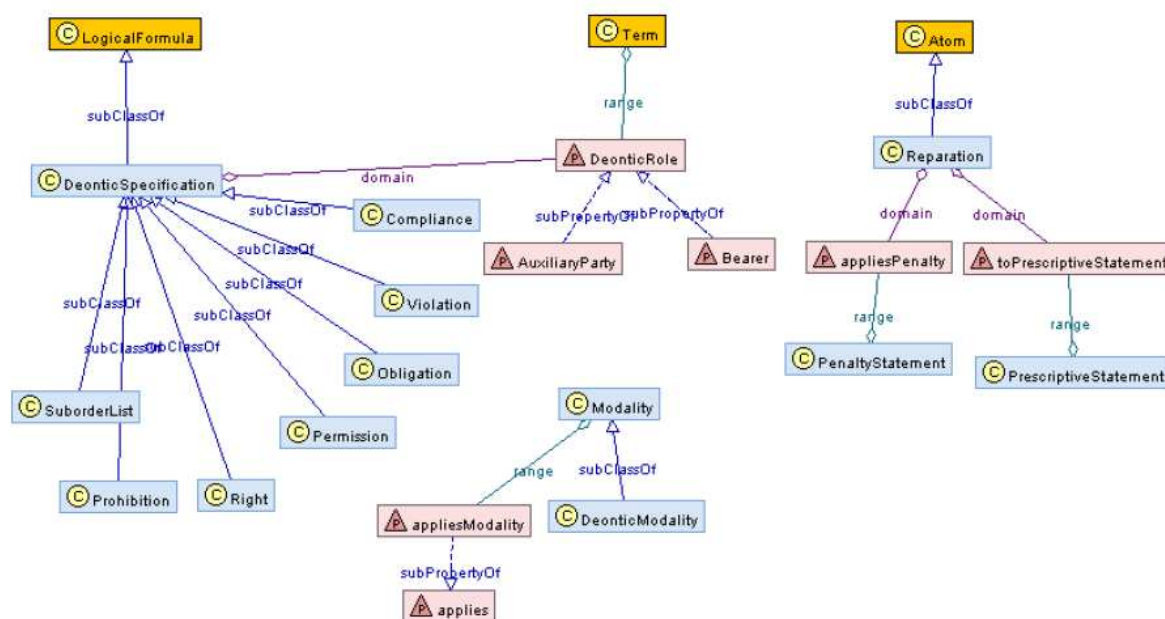 C LogicalFormula
C Term
C Atom
subClassOf
range
subClassOf
P DeonticRole
C Reparation
C DeonticSpecification
domain
subClassOf
C Compliance
subPropertyOf
subPropertyOf
domain
domain
P AuxiliaryParty
P Bearer
P appliesPenalty
P toPrescriptiveStatement
subClassOf
C Violation
subClassOf
subClassOf
range
range
subClassOf
subClassOf
C Obligation
C PenaltyStatement
C PrescriptiveStatement
C SuborderList
C Modality
C Permission
range
subClassOf
C Prohibition
C Right
P appliesModality
C DeonticModality
subPropertyOf
P applies